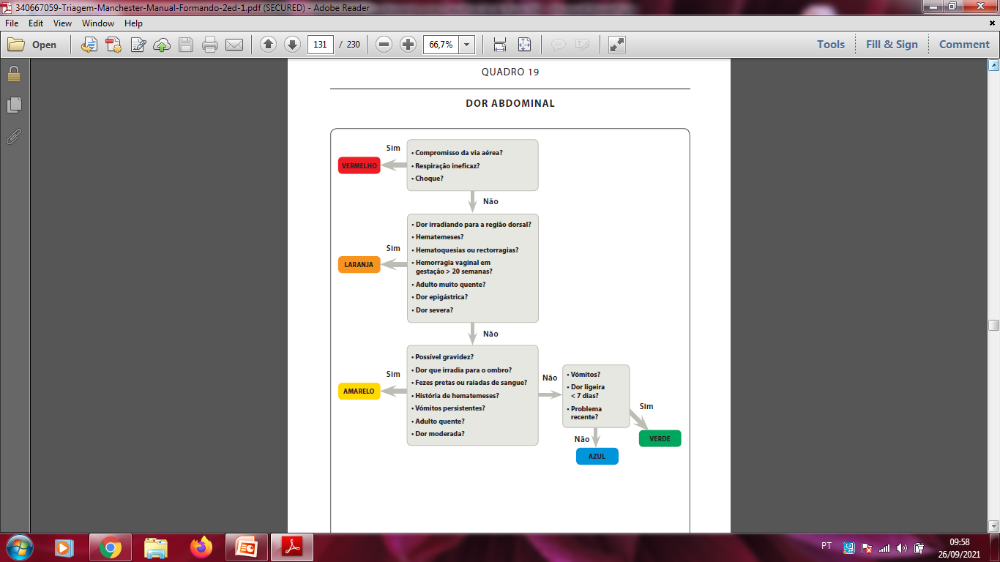 340667059-Triagem-Manchester-Manual-Formando-2ed-1.pdf (SECURED) - Adobe Reader
File Edit View Window Help
Open 131 / 230 66,7% Tools Fill & Sign Comment
QUADRO 19
DOR ABDOMINAL
Sim
VERMELHO
• Compromisso da via aérea?
• Respiração ineficaz?
• Choque?
Não
• Dor irradiando para a região dorsal?
• Hematemeses?
• Hematoquesias ou rectorragias?
• Hemorragia vaginal em
gestação > 20 semanas?
• Adulto muito quente?
• Dor epigástrica?
• Dor severa?
Sim
LARANJA
Não
• Possível gravidez?
• Dor que irradia para o ombro?
• Fezes pretas ou raiadas de sangue?
• História de hematemeses?
• Vómitos persistentes?
• Adulto quente?
• Dor moderada?
Sim
AMARELO
Não
• Vómitos?
• Dor ligeira
< 7 dias?
• Problema
recente?
Sim
VERDE
Não
AZUL
PT
09:58
26/09/2021